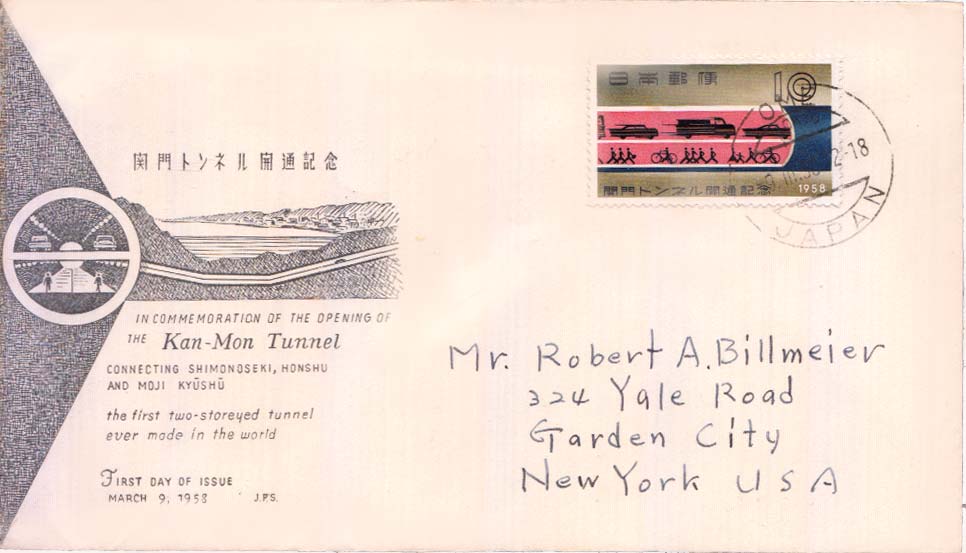 関門トンネル開通記念
IN COMMEMORATION OF THE OPENING OF
THE Kan-Mon Tunnel
CONNECTING SHIMONOSEKI, HONSHU
AND MOJI KYŪSHŪ
the first two-storeyed tunnel
ever made in the world
FIRST DAY OF ISSUE
MARCH 9, 1958 J.P.S.
日本郵便 10
関門トンネル開通記念 1958
JAPAN
Mr. Robert A. Billmeier
324 Yale Road
Garden City
New York USA